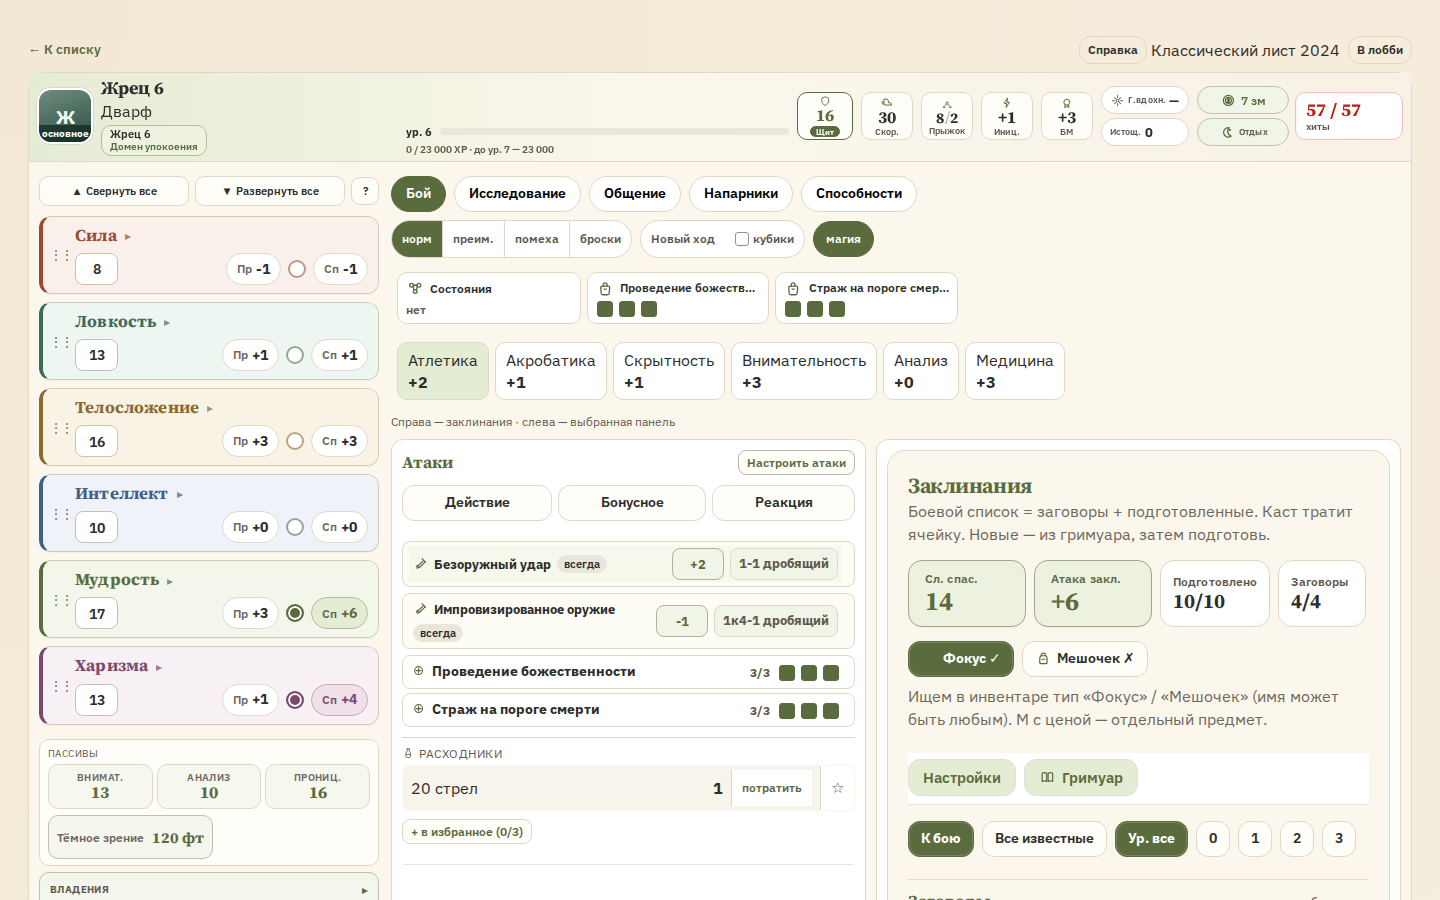 ← К списку
Справка
Классический лист 2024
В лобби
Ж
основное
Жрец 6
Дварф
Жрец 6
Домен упокоения
ур. 6
0 / 23 000 XP · до ур. 7 — 23 000
16
Щит
30
Скор.
8/2
Прыжок
+1
Иниц.
+3
БМ
Г.вдохн. —
Истощ. 0
7 зм
Отдых
57 / 57
хиты
▲ Свернуть все
▼ Развернуть все
?
Сила ▸
8
Пр -1
Сп -1
Ловкость ▸
13
Пр +1
Сп +1
Телосложение ▸
16
Пр +3
Сп +3
Интеллект ▸
10
Пр +0
Сп +0
Мудрость ▸
17
Пр +3
Сп +6
Харизма ▸
13
Пр +1
Сп +4
ПАССИВЫ
ВНИМАТ.
13
АНАЛИЗ
10
ПРОНИЦ.
16
Тёмное зрение 120 фт
ВЛАДЕНИЯ ▸
Бой
Исследование
Общение
Напарники
Способности
норм
преим.
помеха
броски
Новый ход
кубики
магия
Состояния
нет
Проведение божеств...
Страж на пороге смер...
Атлетика
+2
Акробатика
+1
Скрытность
+1
Внимательность
+3
Анализ
+0
Медицина
+3
Справа — заклинания · слева — выбранная панель
Атаки
Настроить атаки
Действие
Бонусное
Реакция
Безоружный удар всегда
+2
1-1 дробящий
Импровизированное оружие
всегда
-1
1к4-1 дробящий
Проведение божественности
3/3
Страж на пороге смерти
3/3
РАСХОДНИКИ
20 стрел
1
потратить
☆
+ в избранное (0/3)
Заклинания
Боевой список = заговоры + подготовленные. Каст тратит
ячейку. Новые — из гримуара, затем подготовь.
Сл. спас.
14
Атака закл.
+6
Подготовлено
10/10
Заговоры
4/4
Фокус ✓
Мешочек ✗
Ищем в инвентаре тип «Фокус» / «Мешочек» (имя может
быть любым). М с ценой — отдельный предмет.
Настройки
Гримуар
К бою
Все известные
Ур. все
0
1
2
3